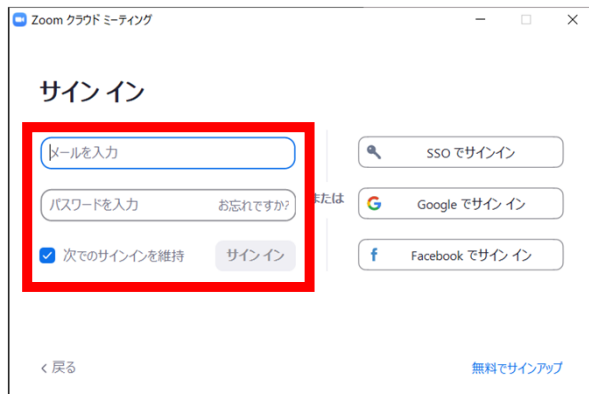 Zoom クラウド ミーティング
サイン イン
メールを入力
パスワードを入力 お忘れですか?
次でのサインインを維持 サイン イン
または
SSO でサインイン
Google でサイン イン
Facebook でサイン イン
戻る
無料でサインアップ